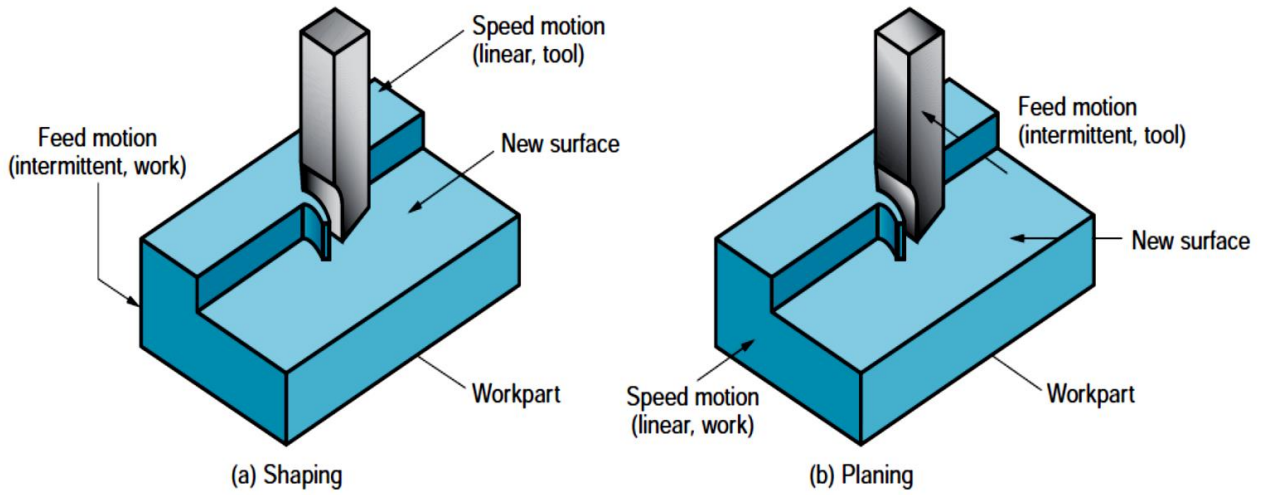 Speed motion
(linear, tool)
Feed motion
(intermittent, work)
New surface
Workpart
(a) Shaping
Feed motion
(intermittent, tool)
New surface
Speed motion
(linear, work)
Workpart
(b) Planing